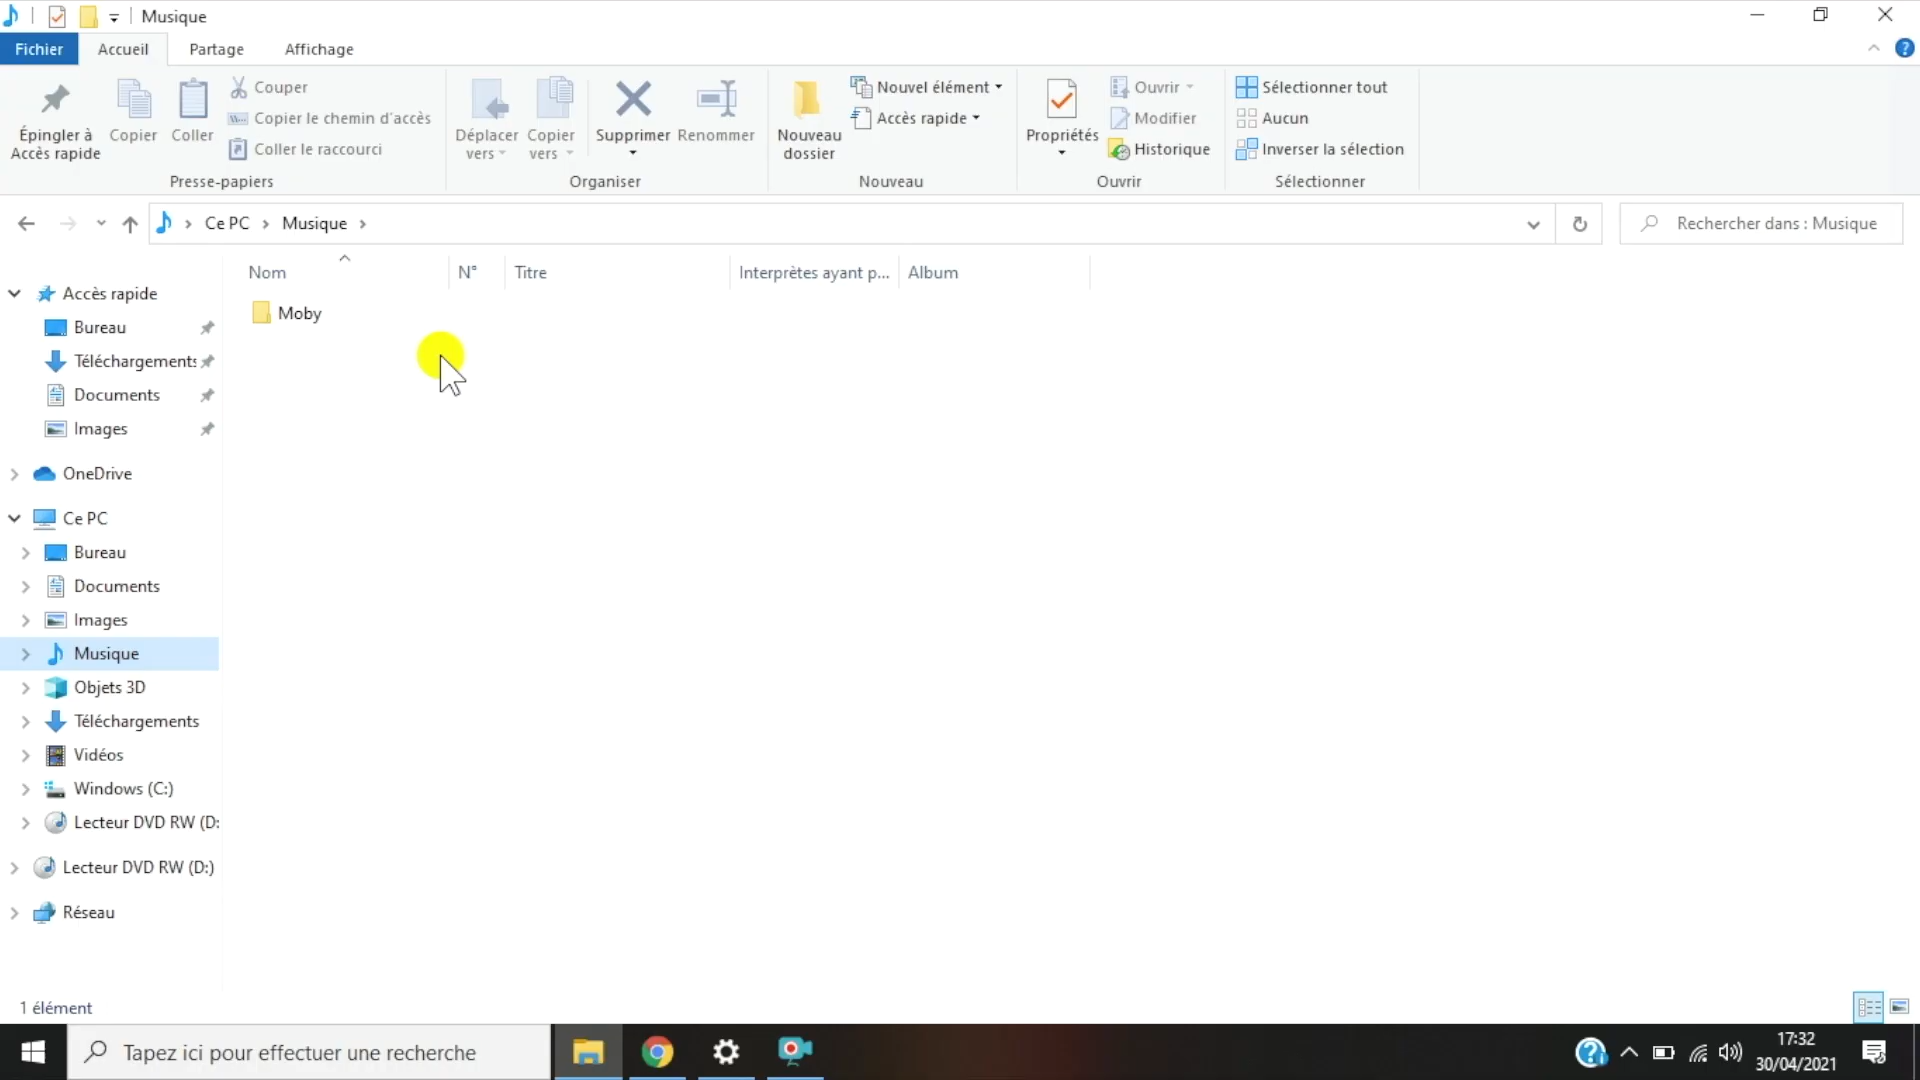 Musique
Fichier Accueil Partage Affichage
Épingler à Accès rapide
Copier
Coller
Couper
Copier le chemin d'accès
Coller le raccourci
Presse-papiers
Déplacer vers
Copier vers
Supprimer
Renommer
Organiser
Nouveau dossier
Nouvel élément
Accès rapide
Nouveau
Propriétés
Ouvrir
Modifier
Historique
Ouvrir
Sélectionner tout
Aucun
Inverser la sélection
Sélectionner
Ce PC Musique
Rechercher dans : Musique
Nom N° Titre Interprètes ayant p... Album
Moby
Accès rapide
Bureau
Téléchargements
Documents
Images
OneDrive
Ce PC
Bureau
Documents
Images
Musique
Objets 3D
Téléchargements
Vidéos
Windows (C:)
Lecteur DVD RW (D:
Lecteur DVD RW (D:)
Réseau
1 élément
Tapez ici pour effectuer une recherche
17:32
30/04/2021